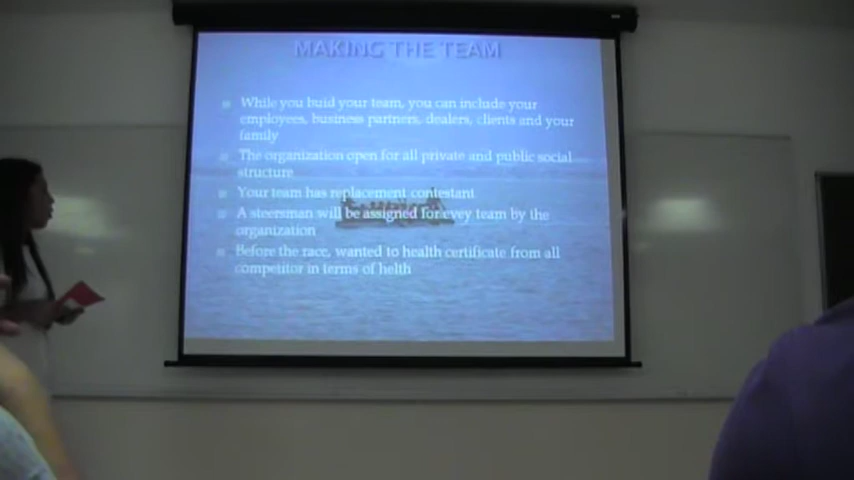 MAKING THE TEAM
While you buid your team, you can include your
employees, business partners, dealers, clients and your
family
The organization open for all private and public social
structure
Your team has replacement contestant
A steersman will be assigned for evey team by the
organization
Before the race, wanted to health certificate from all
competitor in terms of helth